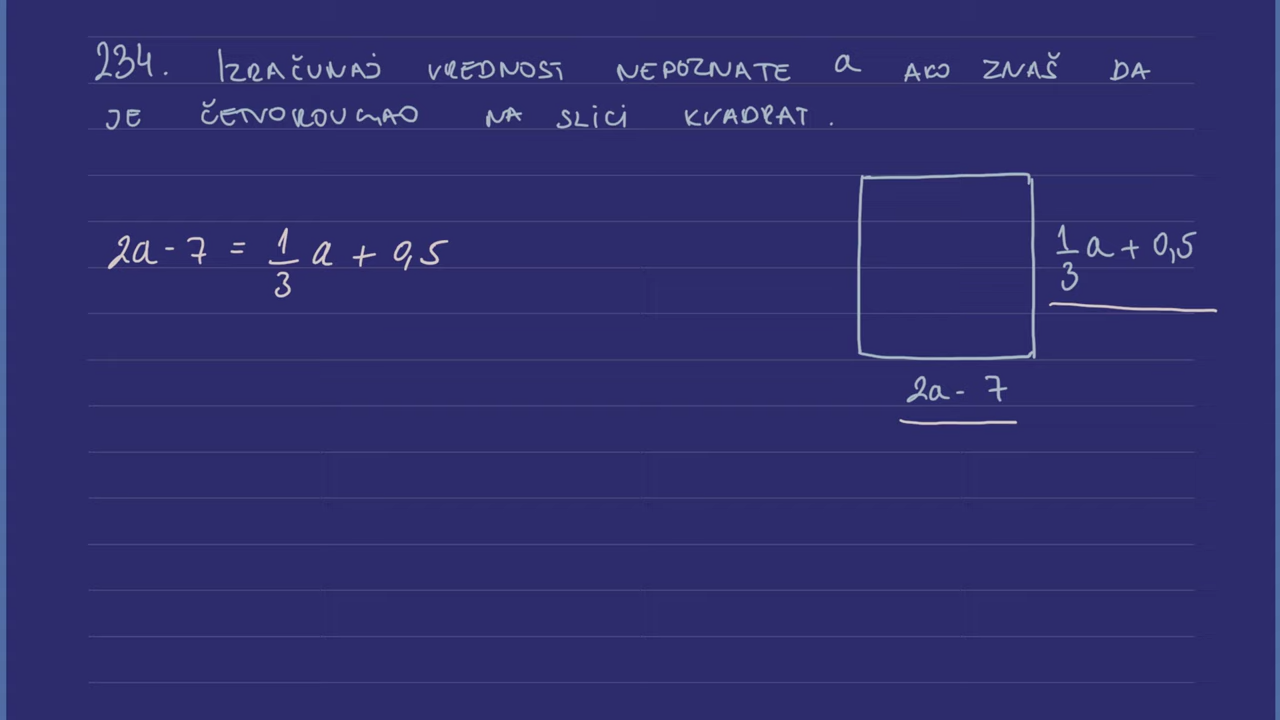 234. IZRAČUNAJ VREDNOST NEPOZNATE a AKO ZNAŠ DA
JE ČETVOROUGAO NA SLICI KVADRAT.
2a - 7 = 1/3 a + 0,5
1/3 a + 0,5
2a - 7